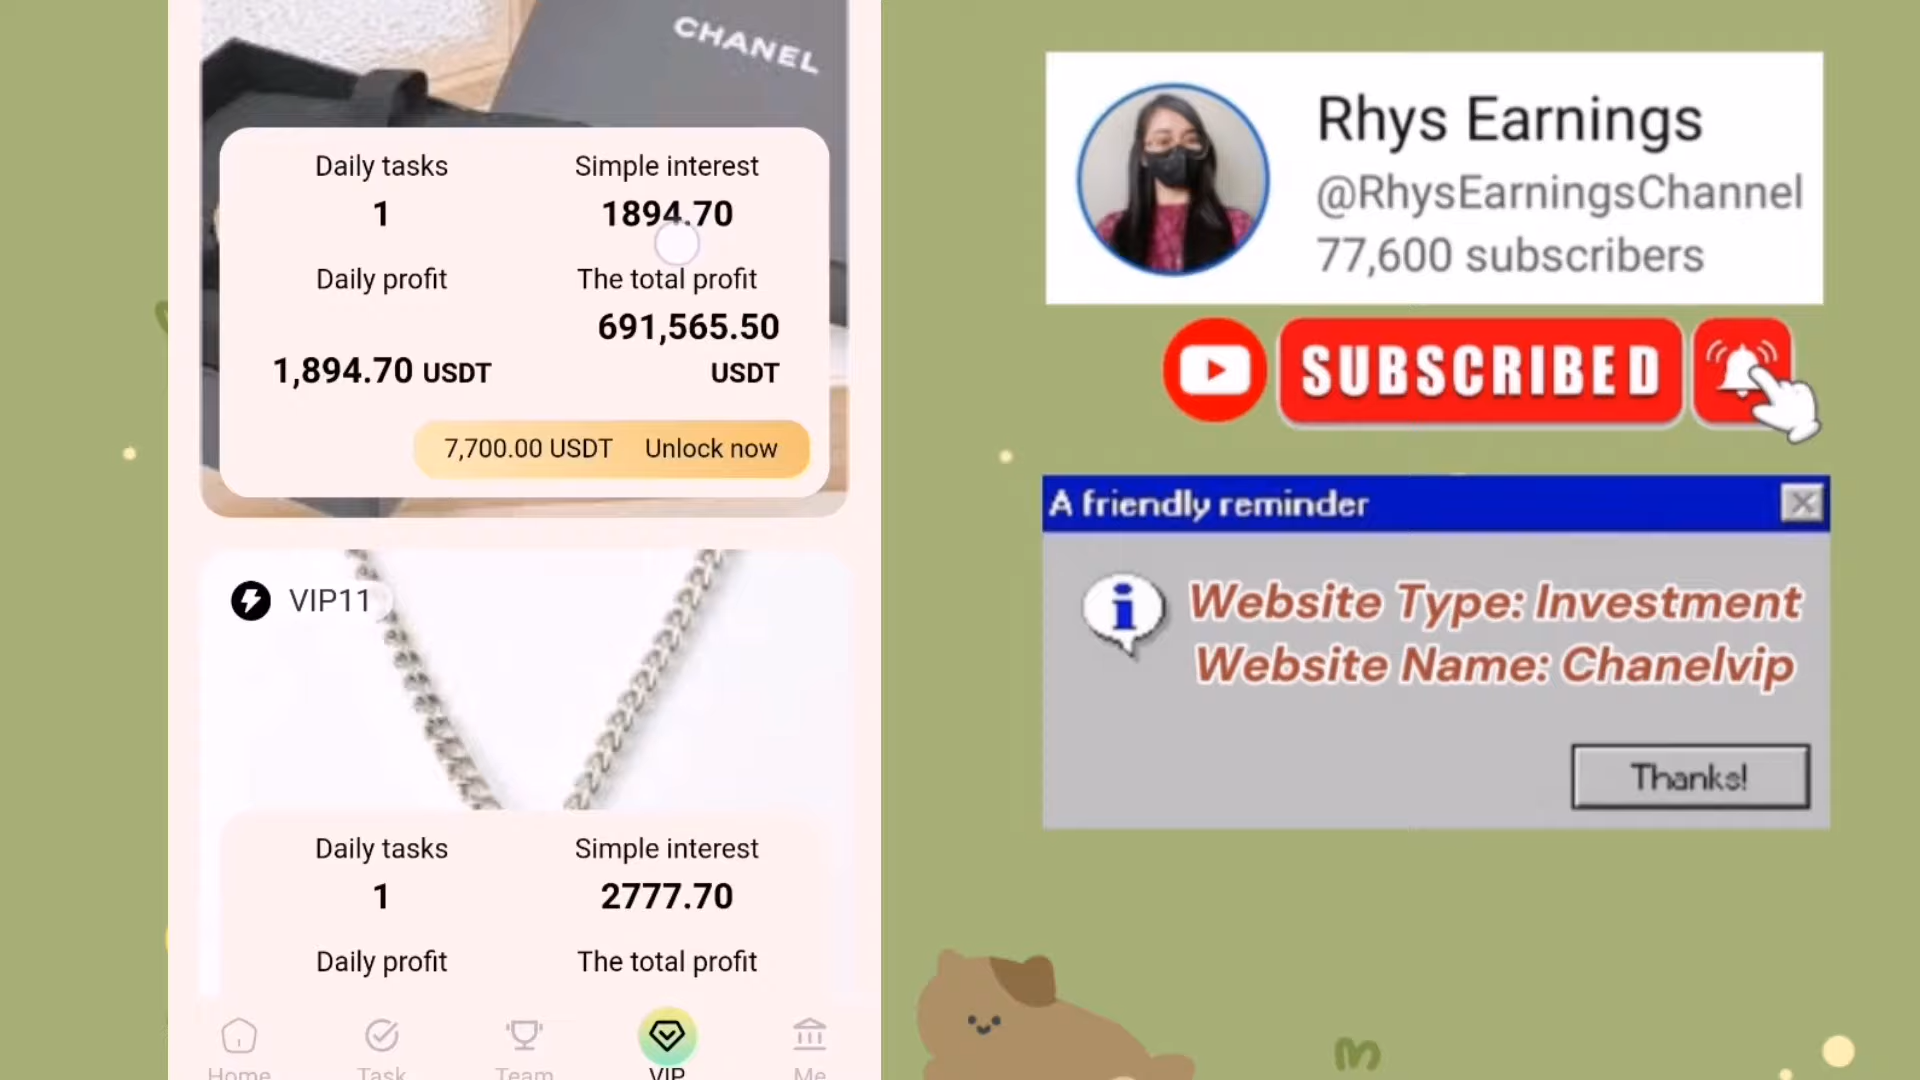 CHANEL
Daily tasks
Simple interest
1
1894.70
Daily profit
The total profit
1,894.70 USDT
691,565.50
USDT
7,700.00 USDT
Unlock now
VIP11
Daily tasks
Simple interest
1
2777.70
Daily profit
The total profit
Home
Task
Team
VIP
Me
Rhys Earnings
@RhysEarningsChannel
77,600 subscribers
SUBSCRIBED
A friendly reminder
Website Type: Investment
Website Name: Chanelvip
Thanks!